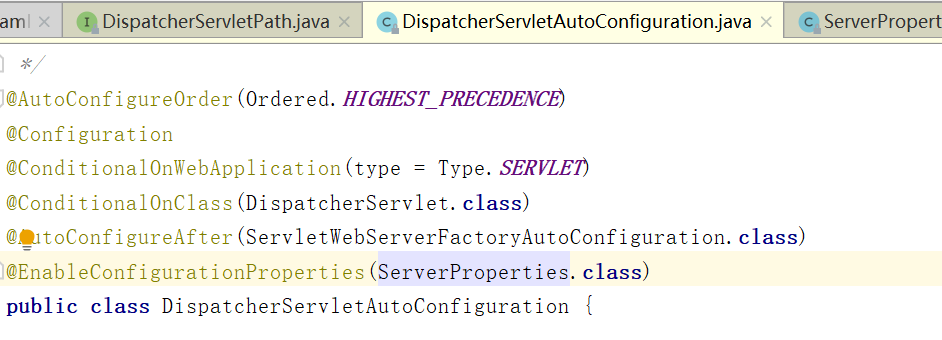 aml DispatcherServletPath.java DispatcherServletAutoConfiguration.java ServerPropert
*/
@AutoConfigureOrder(Ordered.HIGHEST_PRECEDENCE)
@Configuration
@ConditionalOnWebApplication(type = Type.SERVLET)
@ConditionalOnClass(DispatcherServlet.class)
@AutoConfigureAfter(ServletWebServerFactoryAutoConfiguration.class)
@EnableConfigurationProperties(ServerProperties.class)
public class DispatcherServletAutoConfiguration {